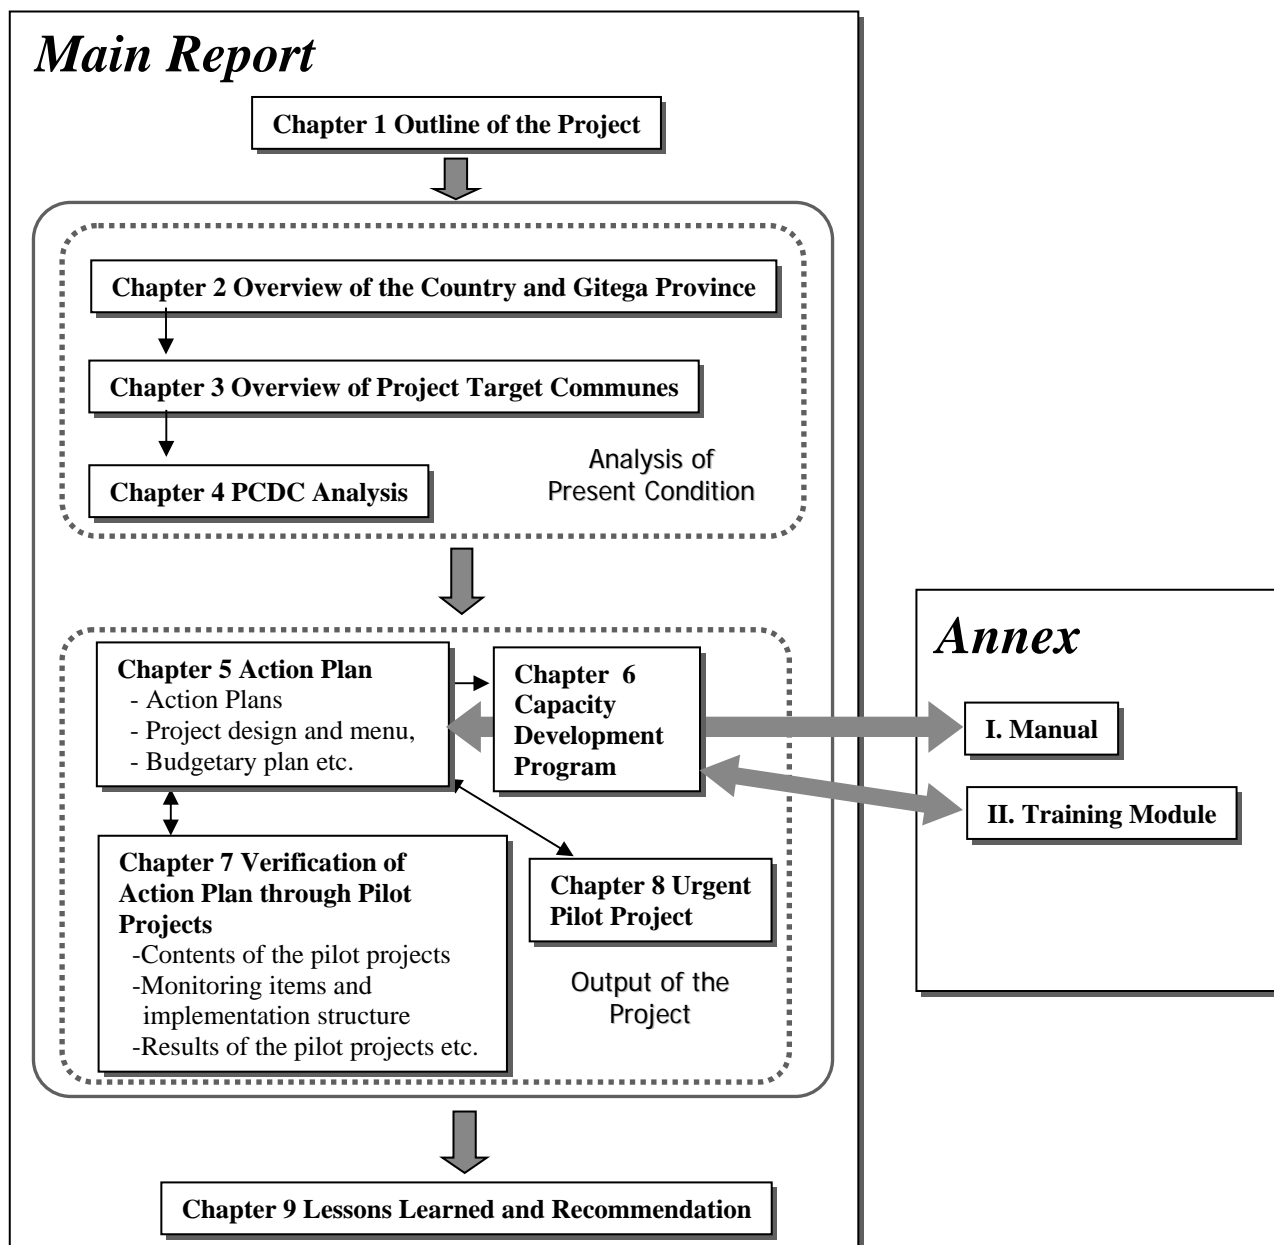 Main Report
Chapter 1 Outline of the Project
Chapter 2 Overview of the Country and Gitega Province
Chapter 3 Overview of Project Target Communes
Chapter 4 PCDC Analysis
Analysis of
Present Condition
Chapter 5 Action Plan
- Action Plans
- Project design and menu,
- Budgetary plan etc.
Chapter 6
Capacity
Development
Program
Chapter 7 Verification of
Action Plan through Pilot
Projects
-Contents of the pilot projects
-Monitoring items and
implementation structure
-Results of the pilot projects etc.
Chapter 8 Urgent
Pilot Project
Output of the
Project
Chapter 9 Lessons Learned and Recommendation
Annex
I. Manual
II. Training Module